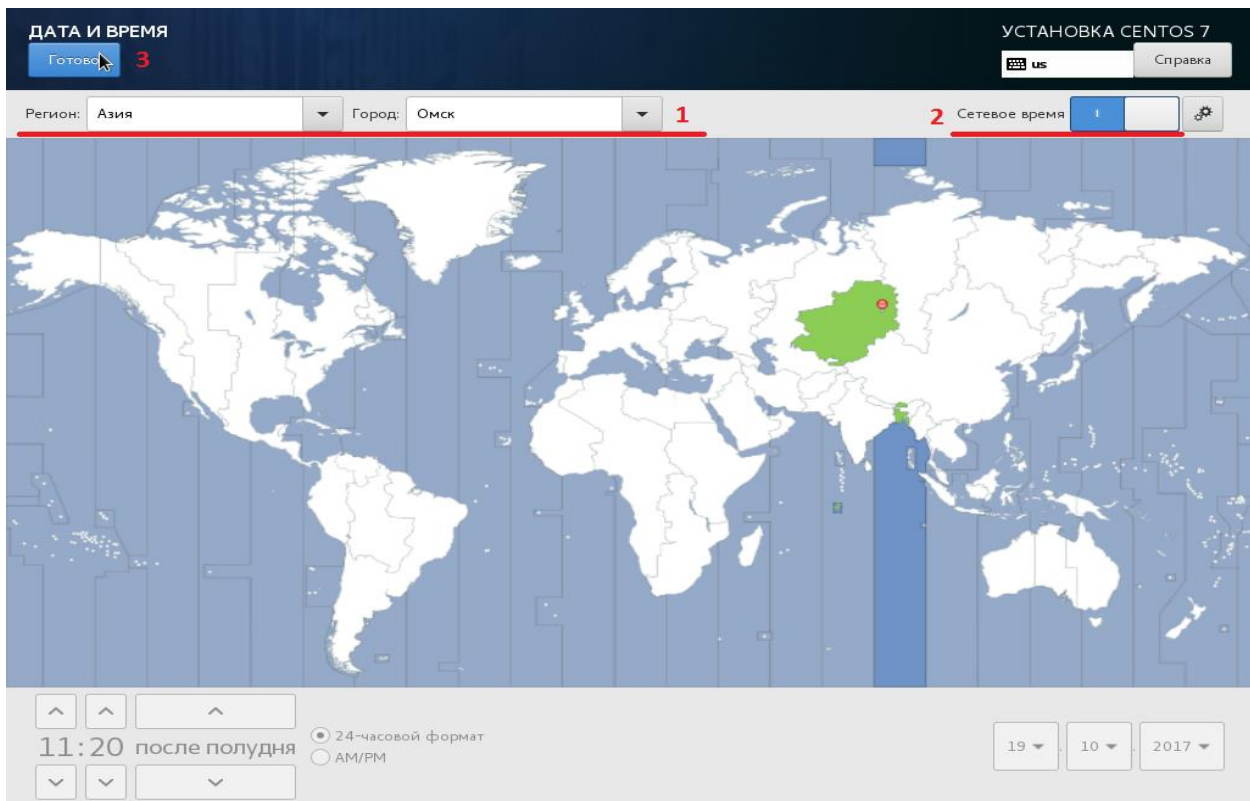 ДАТА И ВРЕМЯ
УСТАНОВКА CENTOS 7
Готово
3
us
Справка
Регион: Азия Город: Омск 1 2 Сетевое время I
11:20 после полудня
24-часовой формат
AM/PM
19 . 10 . 2017